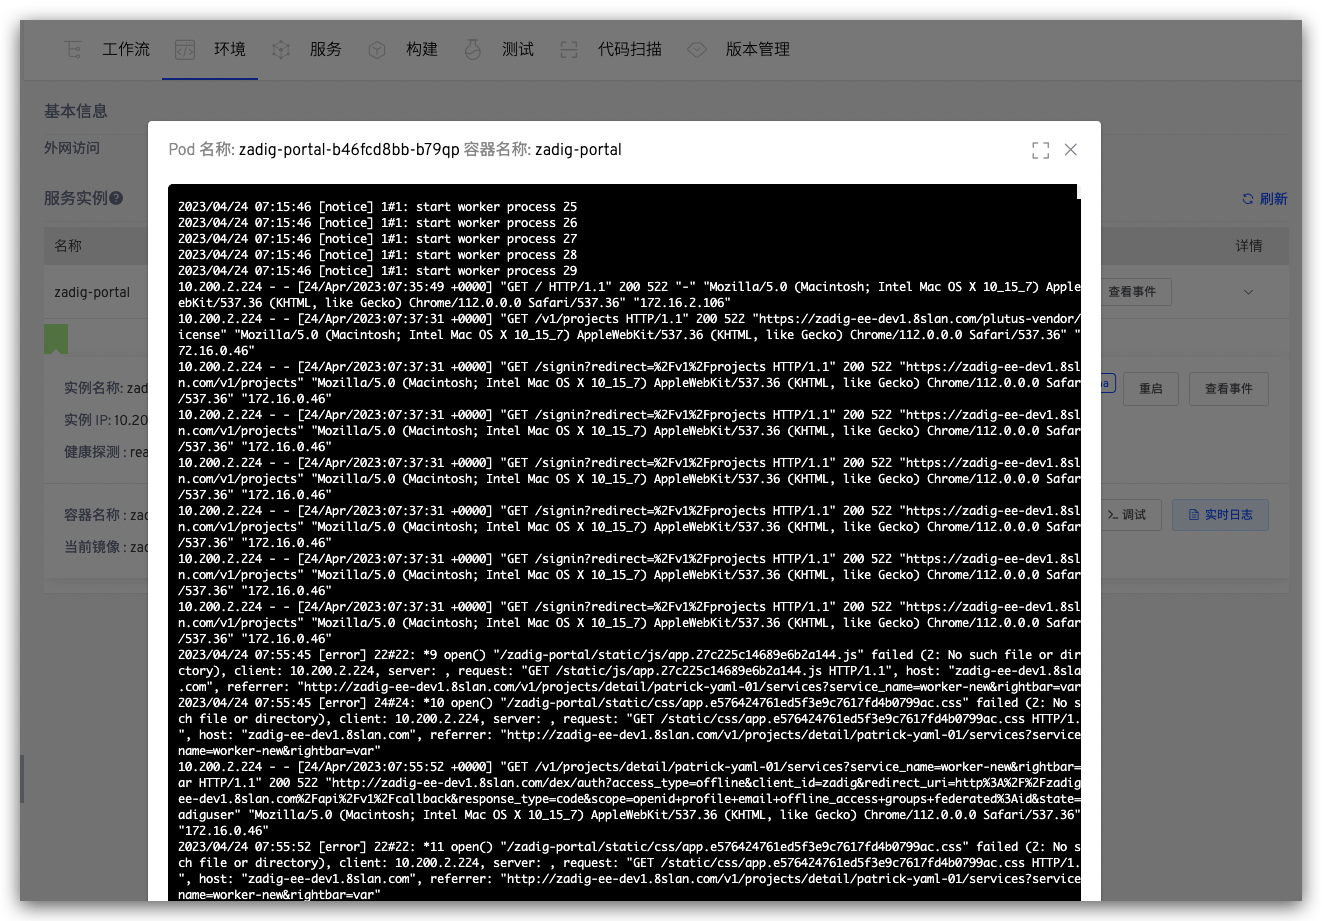 工作流 环境 服务 构建 测试 代码扫描 版本管理
基本信息
外网访问
服务实例
刷新
名称 详情
zadig-portal 查看事件
实例名称: zad
重启 查看事件
实例 IP: 10.20
健康探测 : rea
容器名称 : zad
调试 实时日志
当前镜像 : zad
Pod 名称: zadig-portal-b46fcd8bb-b79qp 容器名称: zadig-portal
2023/04/24 07:15:46 [notice] 1#1: start worker process 25
2023/04/24 07:15:46 [notice] 1#1: start worker process 26
2023/04/24 07:15:46 [notice] 1#1: start worker process 27
2023/04/24 07:15:46 [notice] 1#1: start worker process 28
2023/04/24 07:15:46 [notice] 1#1: start worker process 29
10.200.2.224 - - [24/Apr/2023:07:35:49 +0000] "GET / HTTP/1.1" 200 522 "-" "Mozilla/5.0 (Macintosh; Intel Mac OS X 10_15_7) Apple
ebKit/537.36 (KHTML, like Gecko) Chrome/112.0.0.0 Safari/537.36" "172.16.2.106"
10.200.2.224 - - [24/Apr/2023:07:37:31 +0000] "GET /v1/projects HTTP/1.1" 200 522 "https://zadig-ee-dev1.8slan.com/plutus-vendor/
icense" "Mozilla/5.0 (Macintosh; Intel Mac OS X 10_15_7) AppleWebKit/537.36 (KHTML, like Gecko) Chrome/112.0.0.0 Safari/537.36" "
72.16.0.46"
10.200.2.224 - - [24/Apr/2023:07:37:31 +0000] "GET /signin?redirect=%2Fv1%2Fprojects HTTP/1.1" 200 522 "https://zadig-ee-dev1.8sl
n.com/v1/projects" "Mozilla/5.0 (Macintosh; Intel Mac OS X 10_15_7) AppleWebKit/537.36 (KHTML, like Gecko) Chrome/112.0.0.0 Safar
/537.36" "172.16.0.46"
10.200.2.224 - - [24/Apr/2023:07:37:31 +0000] "GET /signin?redirect=%2Fv1%2Fprojects HTTP/1.1" 200 522 "https://zadig-ee-dev1.8sl
n.com/v1/projects" "Mozilla/5.0 (Macintosh; Intel Mac OS X 10_15_7) AppleWebKit/537.36 (KHTML, like Gecko) Chrome/112.0.0.0 Safar
/537.36" "172.16.0.46"
10.200.2.224 - - [24/Apr/2023:07:37:31 +0000] "GET /signin?redirect=%2Fv1%2Fprojects HTTP/1.1" 200 522 "https://zadig-ee-dev1.8sl
n.com/v1/projects" "Mozilla/5.0 (Macintosh; Intel Mac OS X 10_15_7) AppleWebKit/537.36 (KHTML, like Gecko) Chrome/112.0.0.0 Safar
/537.36" "172.16.0.46"
10.200.2.224 - - [24/Apr/2023:07:37:31 +0000] "GET /signin?redirect=%2Fv1%2Fprojects HTTP/1.1" 200 522 "https://zadig-ee-dev1.8sl
n.com/v1/projects" "Mozilla/5.0 (Macintosh; Intel Mac OS X 10_15_7) AppleWebKit/537.36 (KHTML, like Gecko) Chrome/112.0.0.0 Safar
/537.36" "172.16.0.46"
10.200.2.224 - - [24/Apr/2023:07:37:31 +0000] "GET /signin?redirect=%2Fv1%2Fprojects HTTP/1.1" 200 522 "https://zadig-ee-dev1.8sl
n.com/v1/projects" "Mozilla/5.0 (Macintosh; Intel Mac OS X 10_15_7) AppleWebKit/537.36 (KHTML, like Gecko) Chrome/112.0.0.0 Safar
/537.36" "172.16.0.46"
10.200.2.224 - - [24/Apr/2023:07:37:31 +0000] "GET /signin?redirect=%2Fv1%2Fprojects HTTP/1.1" 200 522 "https://zadig-ee-dev1.8sl
n.com/v1/projects" "Mozilla/5.0 (Macintosh; Intel Mac OS X 10_15_7) AppleWebKit/537.36 (KHTML, like Gecko) Chrome/112.0.0.0 Safar
/537.36" "172.16.0.46"
2023/04/24 07:55:45 [error] 22#22: *9 open() "/zadig-portal/static/js/app.27c225c14689e6b2a144.js" failed (2: No such file or dir
ctory), client: 10.200.2.224, server: , request: "GET /static/js/app.27c225c14689e6b2a144.js HTTP/1.1", host: "zadig-ee-dev1.8sla
.com", referrer: "http://zadig-ee-dev1.8slan.com/v1/projects/detail/patrick-yaml-01/services?service_name=worker-new&rightbar=var
2023/04/24 07:55:45 [error] 24#24: *10 open() "/zadig-portal/static/css/app.e576424761ed5f3e9c7617fd4b0799ac.css" failed (2: No s
ch file or directory), client: 10.200.2.224, server: , request: "GET /static/css/app.e576424761ed5f3e9c7617fd4b0799ac.css HTTP/1.
", host: "zadig-ee-dev1.8slan.com", referrer: "http://zadig-ee-dev1.8slan.com/v1/projects/detail/patrick-yaml-01/services?service
name=worker-new&rightbar=var"
10.200.2.224 - - [24/Apr/2023:07:55:52 +0000] "GET /v1/projects/detail/patrick-yaml-01/services?service_name=worker-new&rightbar=
ar HTTP/1.1" 200 522 "http://zadig-ee-dev1.8slan.com/dex/auth?access_type=offline&client_id=zadig&redirect_uri=http%3A%2F%2Fzadig
ee-dev1.8slan.com%2Fapi%2Fv1%2Fcallback&response_type=code&scope=openid+profile+email+offline_access+groups+federated%3Aid&state=
adiguser" "Mozilla/5.0 (Macintosh; Intel Mac OS X 10_15_7) AppleWebKit/537.36 (KHTML, like Gecko) Chrome/112.0.0.0 Safari/537.36"
"172.16.0.46"
2023/04/24 07:55:52 [error] 22#22: *11 open() "/zadig-portal/static/css/app.e576424761ed5f3e9c7617fd4b0799ac.css" failed (2: No s
ch file or directory), client: 10.200.2.224, server: , request: "GET /static/css/app.e576424761ed5f3e9c7617fd4b0799ac.css HTTP/1.
", host: "zadig-ee-dev1.8slan.com", referrer: "http://zadig-ee-dev1.8slan.com/v1/projects/detail/patrick-yaml-01/services?service
name=worker-new&rightbar=var"